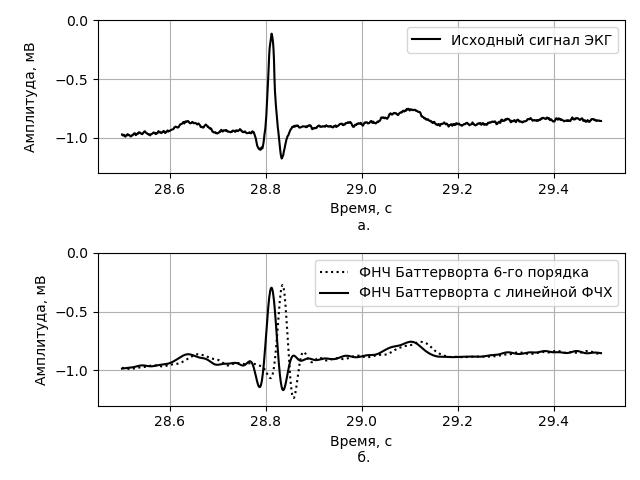 0.0
Исходный сигнал ЭКГ
−0.5
−1.0
Амплитуда, мВ
28.6 28.8 29.0 29.2 29.4
Время, с
а.
0.0
ФНЧ Баттерворта 6-го порядка
ФНЧ Баттерворта с линейной ФЧХ
−0.5
−1.0
Амплитуда, мВ
28.6 28.8 29.0 29.2 29.4
Время, с
б.